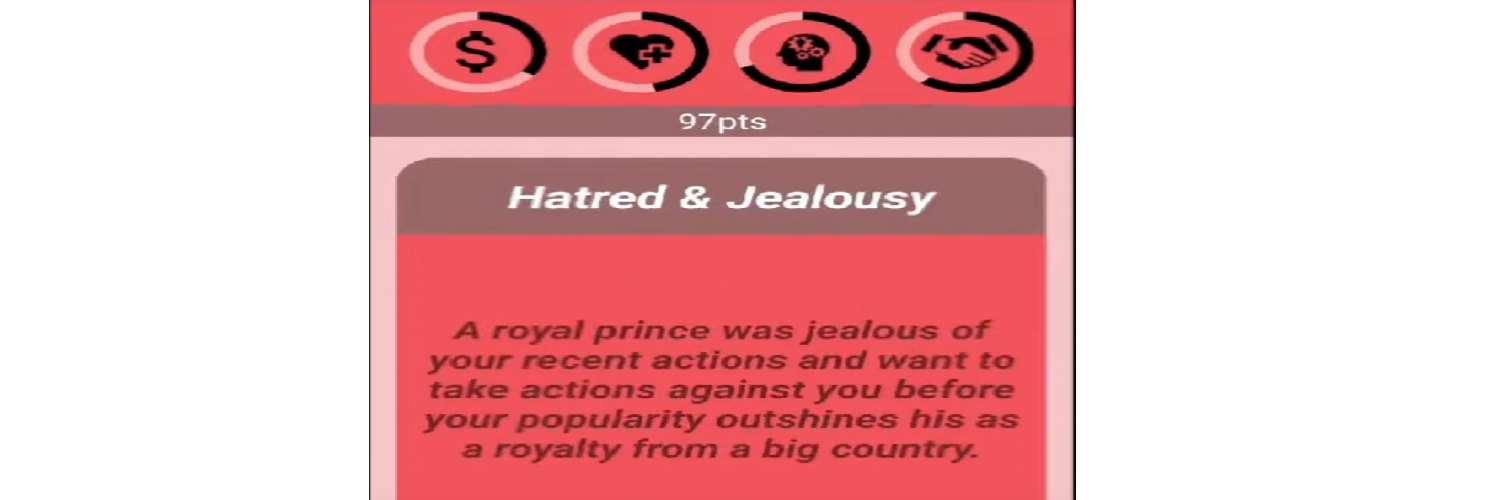 97pts
Hatred & Jealousy
A royal prince was jealous of
your recent actions and want to
take actions against you before
your popularity outshines his as
a royalty from a big country.